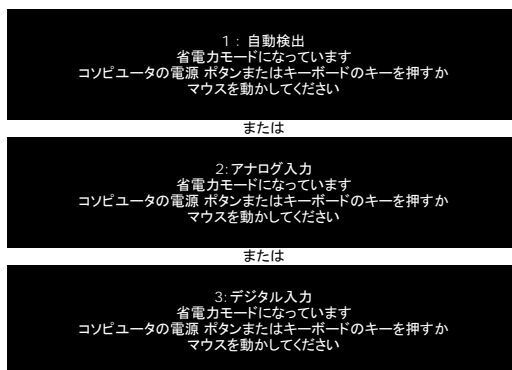 1 : 自動検出
省電力モードになっています
コソピユータの電源 ボタンまたはキーボードのキーを押すか
マウスを動かしてください
または
2:アナログ入力
省電力モードになっています
コソピユータの電源 ボタンまたはキーボードのキーを押すか
マウスを動かしてください
または
3:デジタル入力
省電力モードになっています
コソピユータの電源 ボタンまたはキーボードのキーを押すか
マウスを動かしてください